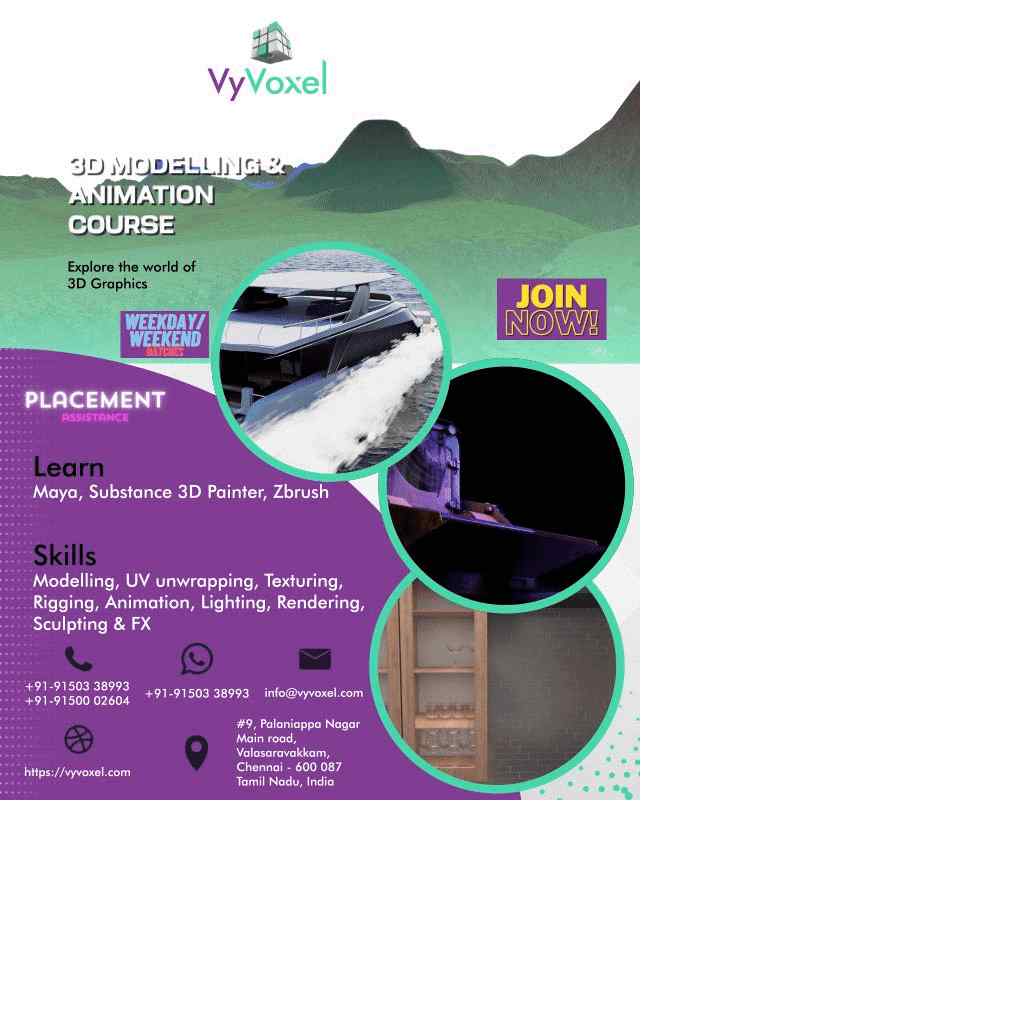 VyVoxel
3D MODELLING &
ANIMATION
COURSE
Explore the world of
3D Graphics
JOIN
NOW!
WEEKDAY/
WEEKEND
BATCHES
PLACEMENT
ASSISTANCE
Learn
Maya, Substance 3D Painter, Zbrush
Skills
Modelling, UV unwrapping, Texturing,
Rigging, Animation, Lighting, Rendering,
Sculpting & FX
+91-91503 38993
+91-91500 02604
+91-91503 38993
info@vyvoxel.com
https://vyvoxel.com
#9, Palaniappa Nagar
Main road,
Valasaravakkam,
Chennai - 600 087
Tamil Nadu, India